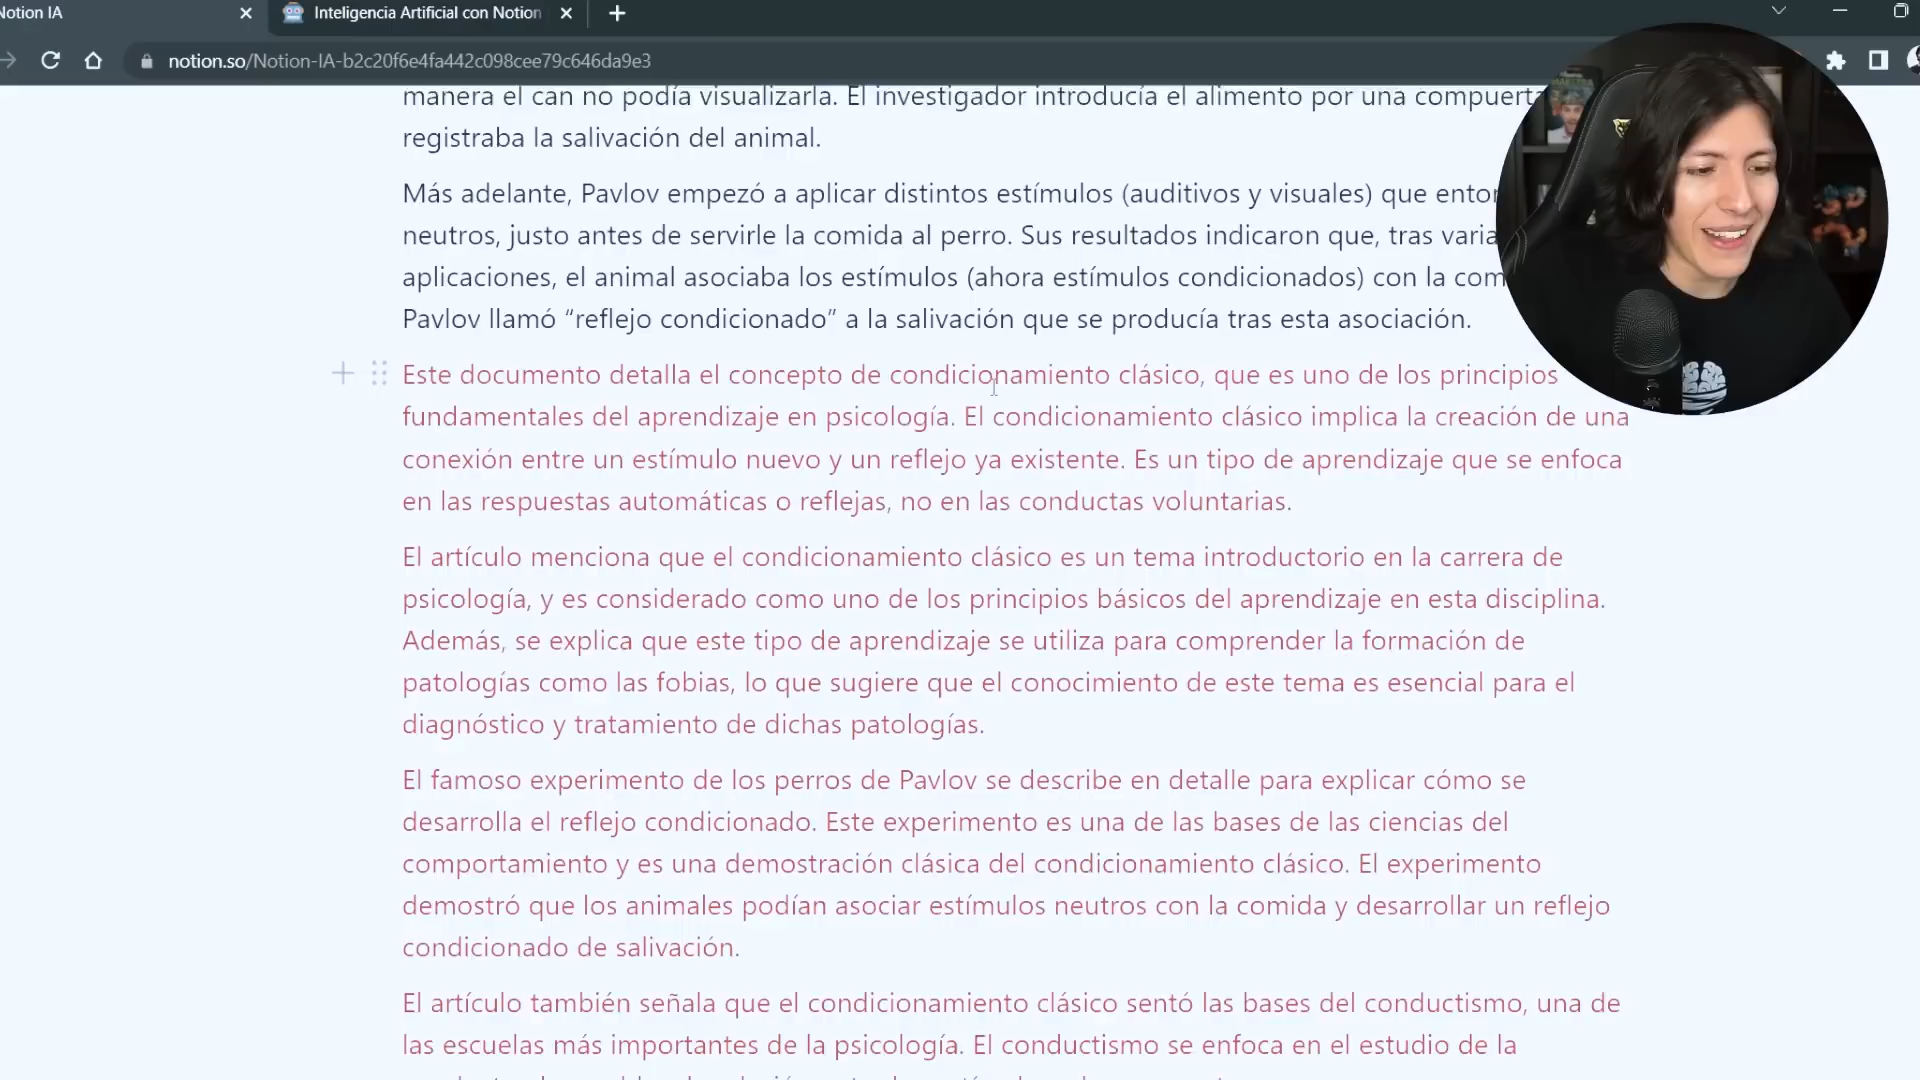 Notion IA
Inteligencia Artificial con Notion
notion.so/Notion-IA-b2c20f6e4fa442c098cee79c646da9e3
manera el can no podía visualizarla. El investigador introducía el alimento por una compuerta
registraba la salivación del animal.
Más adelante, Pavlov empezó a aplicar distintos estímulos (auditivos y visuales) que
neutros, justo antes de servirle la comida al perro. Sus resultados indicaron que, tras
aplicaciones, el animal asociaba los estímulos (ahora estímulos condicionados) con la
Pavlov llamó “reflejo condicionado” a la salivación que se producía tras esta asociación.
Este documento detalla el concepto de condicionamiento clásico, que es uno de los principios
fundamentales del aprendizaje en psicología. El condicionamiento clásico implica la creación de una
conexión entre un estímulo nuevo y un reflejo ya existente. Es un tipo de aprendizaje que se enfoca
en las respuestas automáticas o reflejas, no en las conductas voluntarias.
El artículo menciona que el condicionamiento clásico es un tema introductorio en la carrera de
psicología, y es considerado como uno de los principios básicos del aprendizaje en esta disciplina.
Además, se explica que este tipo de aprendizaje se utiliza para comprender la formación de
patologías como las fobias, lo que sugiere que el conocimiento de este tema es esencial para el
diagnóstico y tratamiento de dichas patologías.
El famoso experimento de los perros de Pavlov se describe en detalle para explicar cómo se
desarrolla el reflejo condicionado. Este experimento es una de las bases de las ciencias del
comportamiento y es una demostración clásica del condicionamiento clásico. El experimento
demostró que los animales podían asociar estímulos neutros con la comida y desarrollar un reflejo
condicionado de salivación.
El artículo también señala que el condicionamiento clásico sentó las bases del conductismo, una de
las escuelas más importantes de la psicología. El conductismo se enfoca en el estudio de la